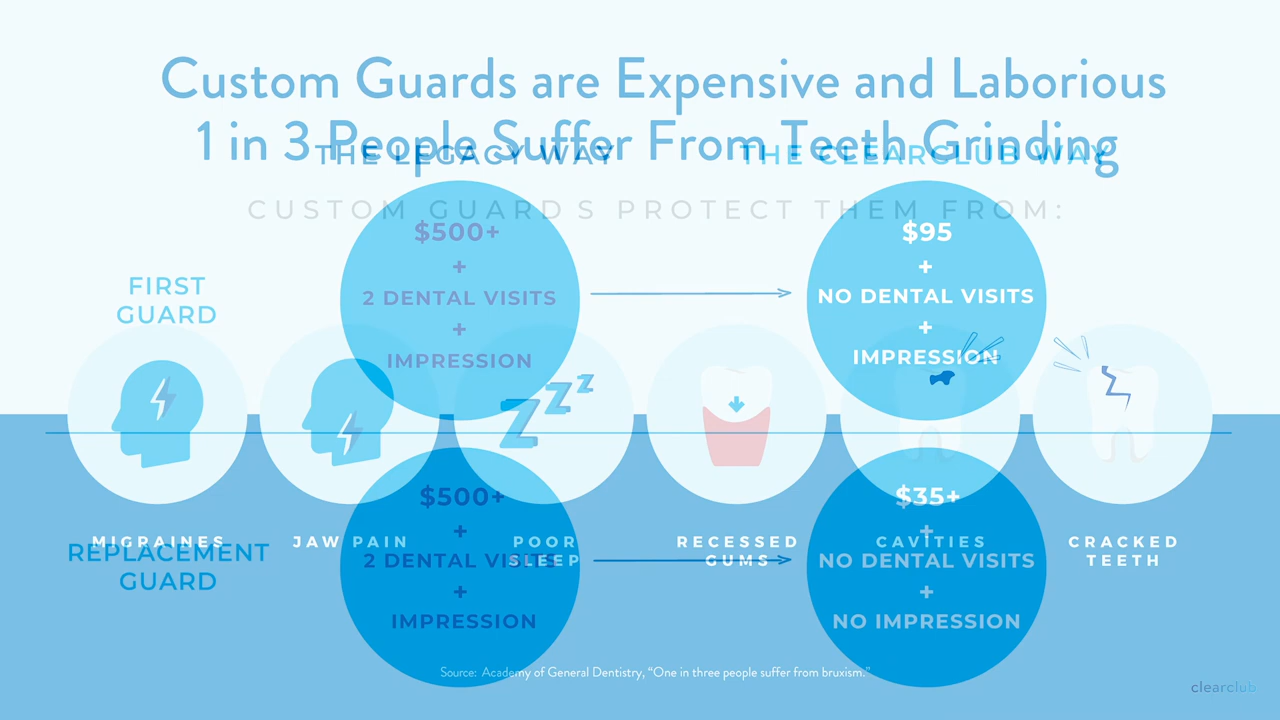 Custom Guards are Expensive and Laborious
1 in 3 People Suffer From Teeth Grinding
THE LEGACY WAY
THE CLEARCLUB WAY
CUSTOM GUARDS PROTECT THEM FROM:
FIRST
GUARD
$500+
+
2 DENTAL VISITS
+
IMPRESSION
$95
+
NO DENTAL VISITS
+
IMPRESSION
ZZZ
MIGRAINES
JAW PAIN
POOR
SLEEP
RECESSED
GUMS
CAVITIES
CRACKED
TEETH
REPLACEMENT
GUARD
$500+
+
2 DENTAL VISITS
+
IMPRESSION
$35+
+
NO DENTAL VISITS
+
NO IMPRESSION
Source: Academy of General Dentistry, “One in three people suffer from bruxism.”
clearclub